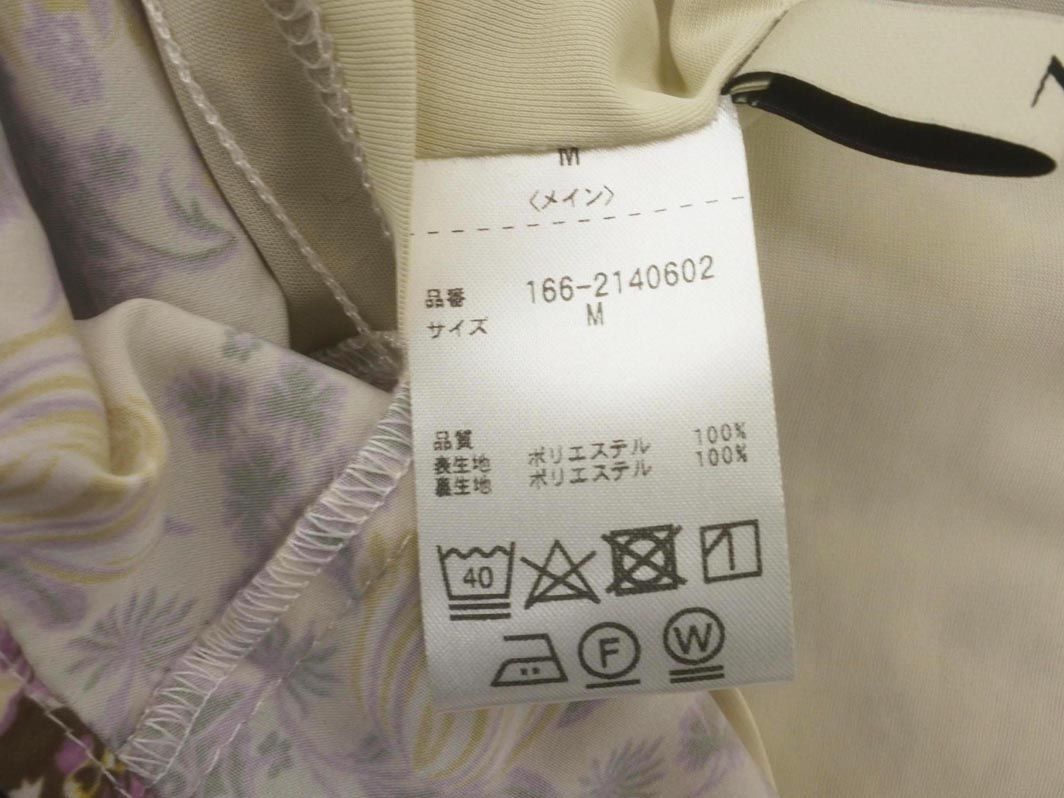 M
〈メイン〉
品番 166-2140602
サイズ M
品質
表生地 ポリエステル 100%
裏生地 ポリエステル 100%
40
F
W